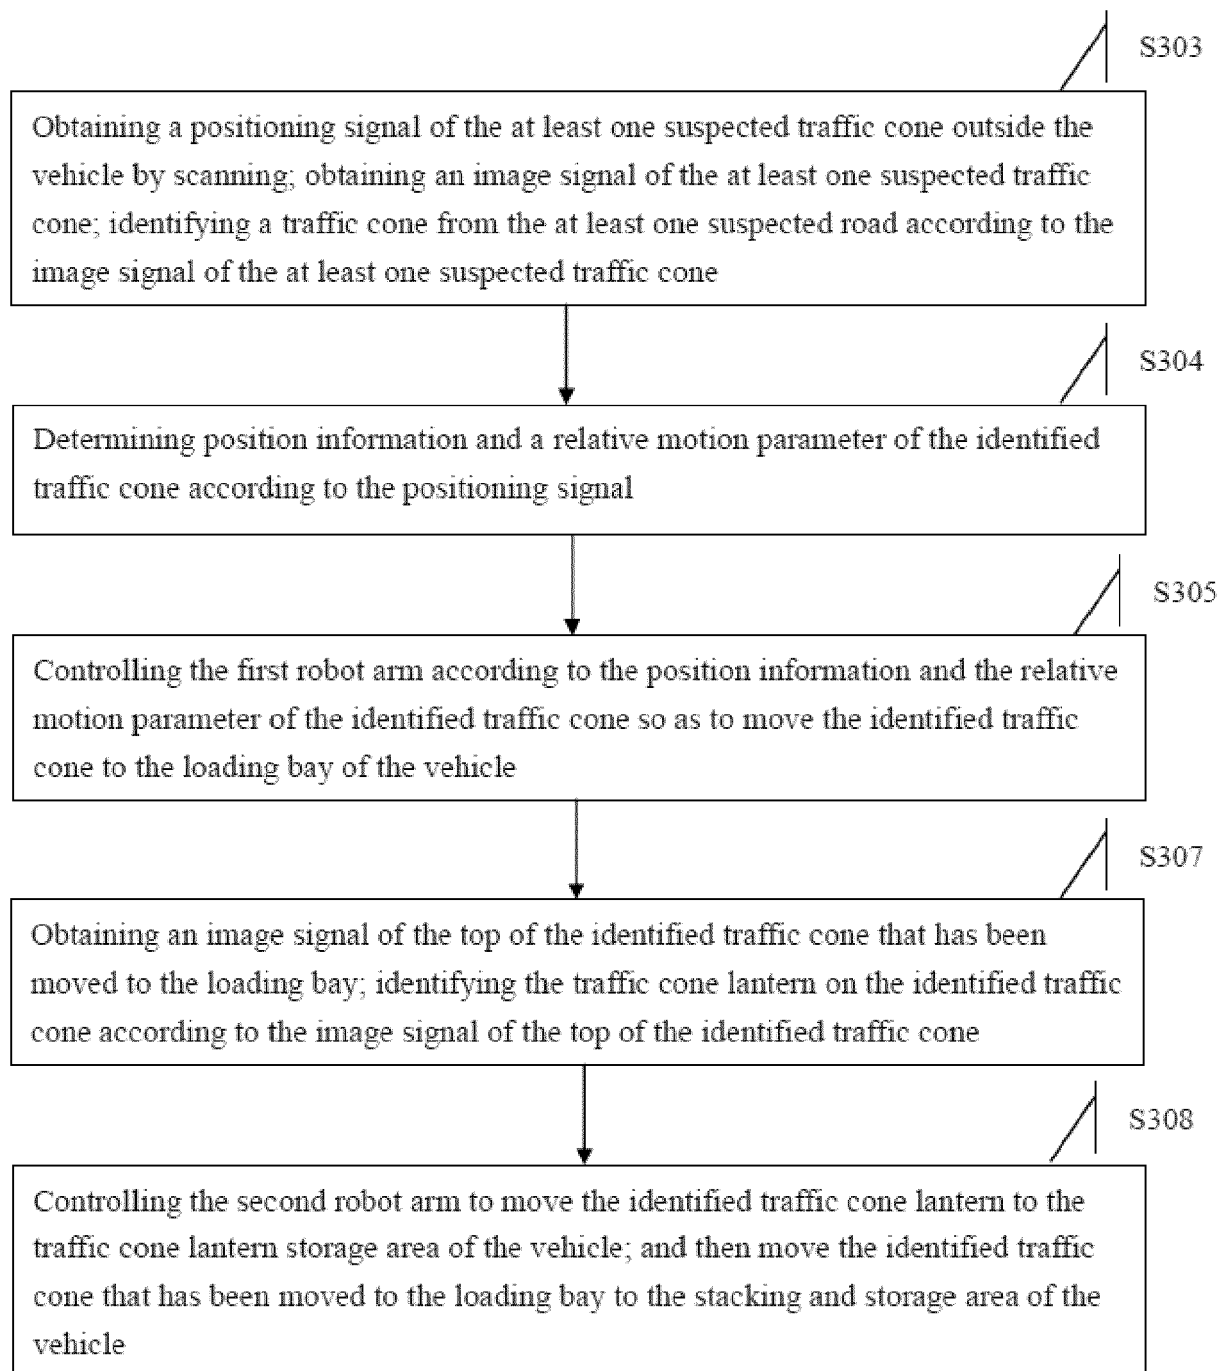 S303
Obtaining a positioning signal of the at least one suspected traffic cone outside the
vehicle by scanning; obtaining an image signal of the at least one suspected traffic
cone; identifying a traffic cone from the at least one suspected road according to the
image signal of the at least one suspected traffic cone
S304
Determining position information and a relative motion parameter of the identified
traffic cone according to the positioning signal
S305
Controlling the first robot arm according to the position information and the relative
motion parameter of the identified traffic cone so as to move the identified traffic
cone to the loading bay of the vehicle
S307
Obtaining an image signal of the top of the identified traffic cone that has been
moved to the loading bay; identifying the traffic cone lantern on the identified traffic
cone according to the image signal of the top of the identified traffic cone
S308
Controlling the second robot arm to move the identified traffic cone lantern to the
traffic cone lantern storage area of the vehicle; and then move the identified traffic
cone that has been moved to the loading bay to the stacking and storage area of the
vehicle